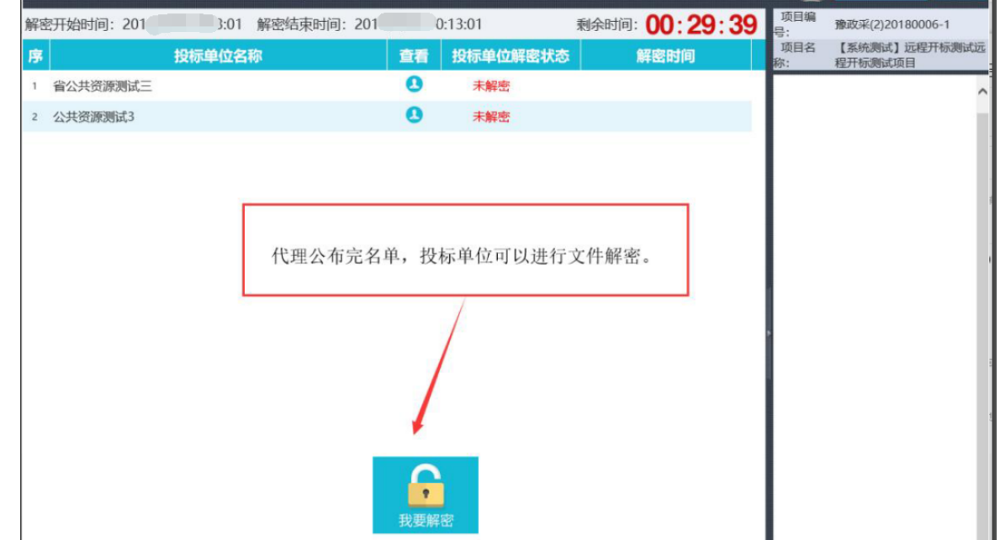 解密开始时间：201 3:01 解密结束时间：201 0:13:01 剩余时间：00:29:39
项目编号： 豫政采(2)20180006-1
项目名称： 【系统测试】远程开标测试远程开标测试项目
序 投标单位名称 查看 投标单位解密状态 解密时间
1 省公共资源测试三 未解密
2 公共资源测试3 未解密
代理公布完名单，投标单位可以进行文件解密。
我要解密